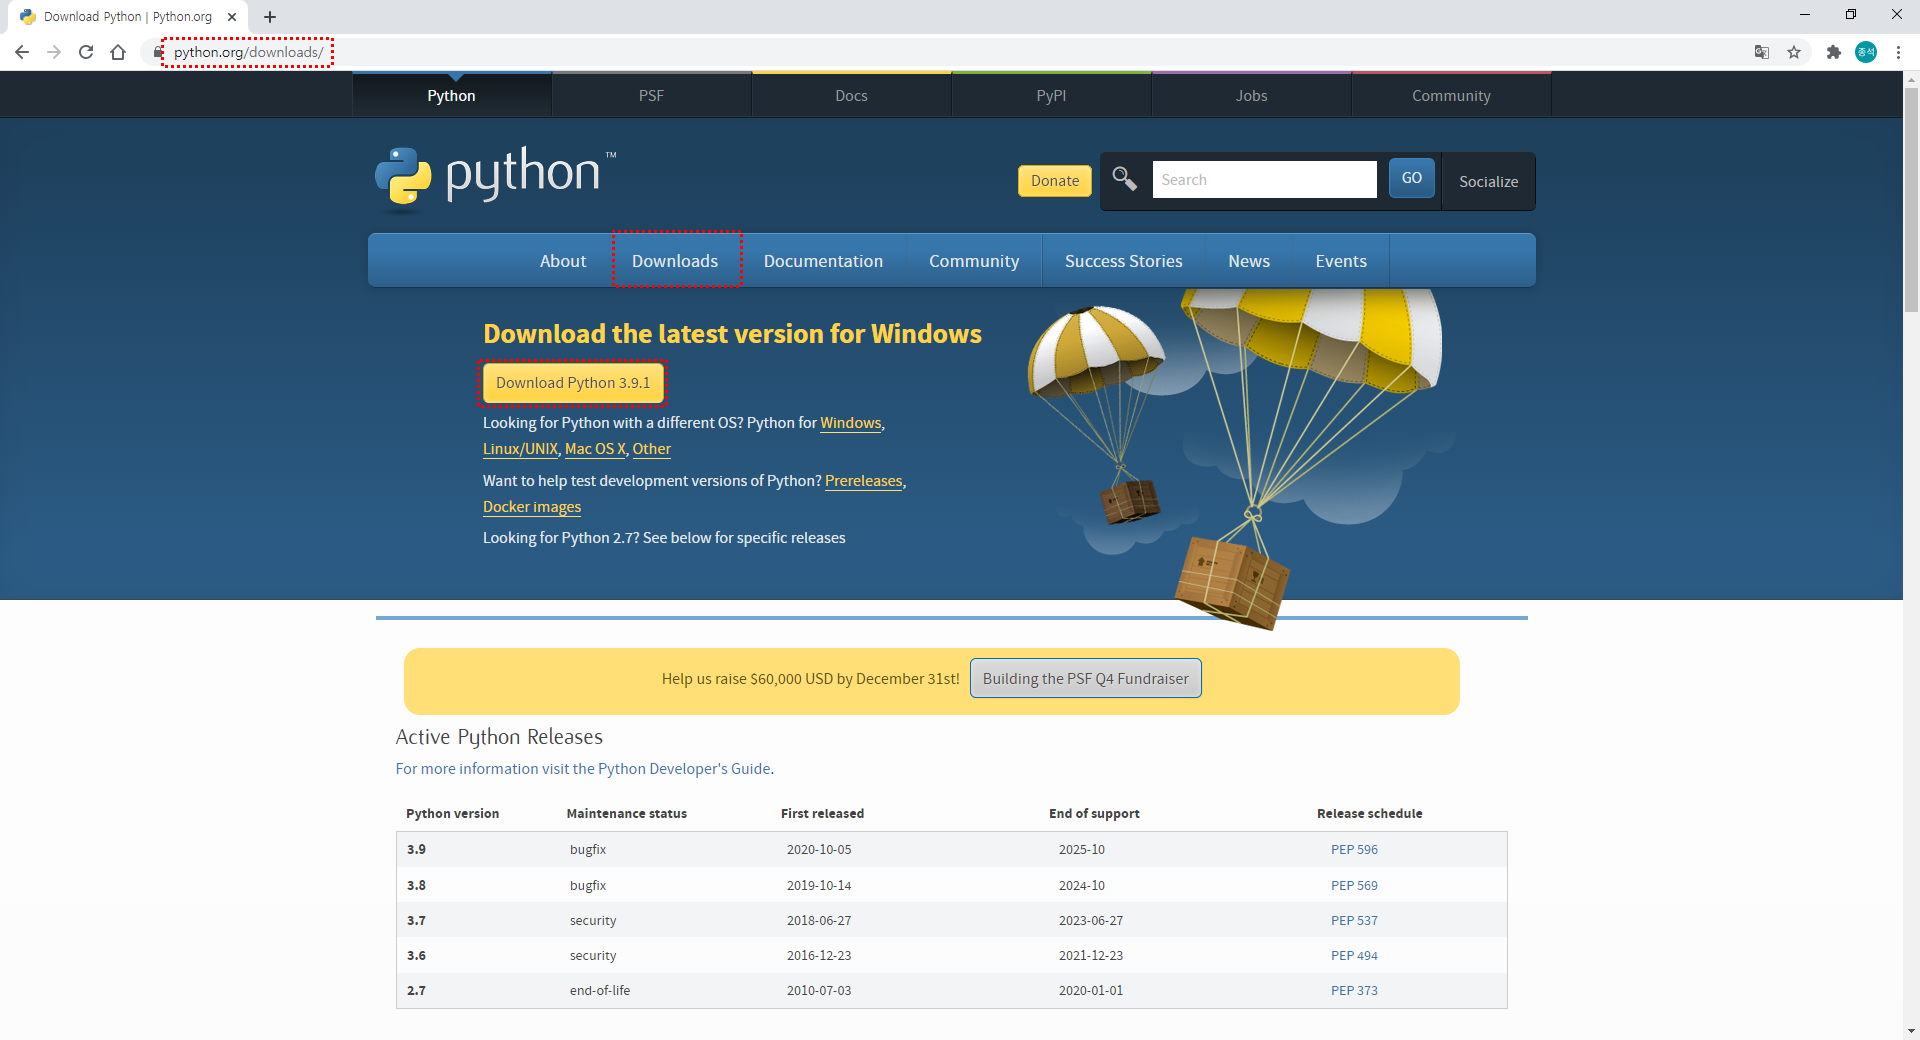 Download Python | Python.org
python.org/downloads/
종석
Python PSF Docs PyPI Jobs Community
python™
Donate Search GO Socialize
About Downloads Documentation Community Success Stories News Events
Download the latest version for Windows
Download Python 3.9.1
Looking for Python with a different OS? Python for Windows,
Linux/UNIX, Mac OS X, Other
Want to help test development versions of Python? Prereleases,
Docker images
Looking for Python 2.7? See below for specific releases
Help us raise $60,000 USD by December 31st! Building the PSF Q4 Fundraiser
Active Python Releases
For more information visit the Python Developer's Guide.
Python version Maintenance status First released End of support Release schedule
3.9 bugfix 2020-10-05 2025-10 PEP 596
3.8 bugfix 2019-10-14 2024-10 PEP 569
3.7 security 2018-06-27 2023-06-27 PEP 537
3.6 security 2016-12-23 2021-12-23 PEP 494
2.7 end-of-life 2010-07-03 2020-01-01 PEP 373